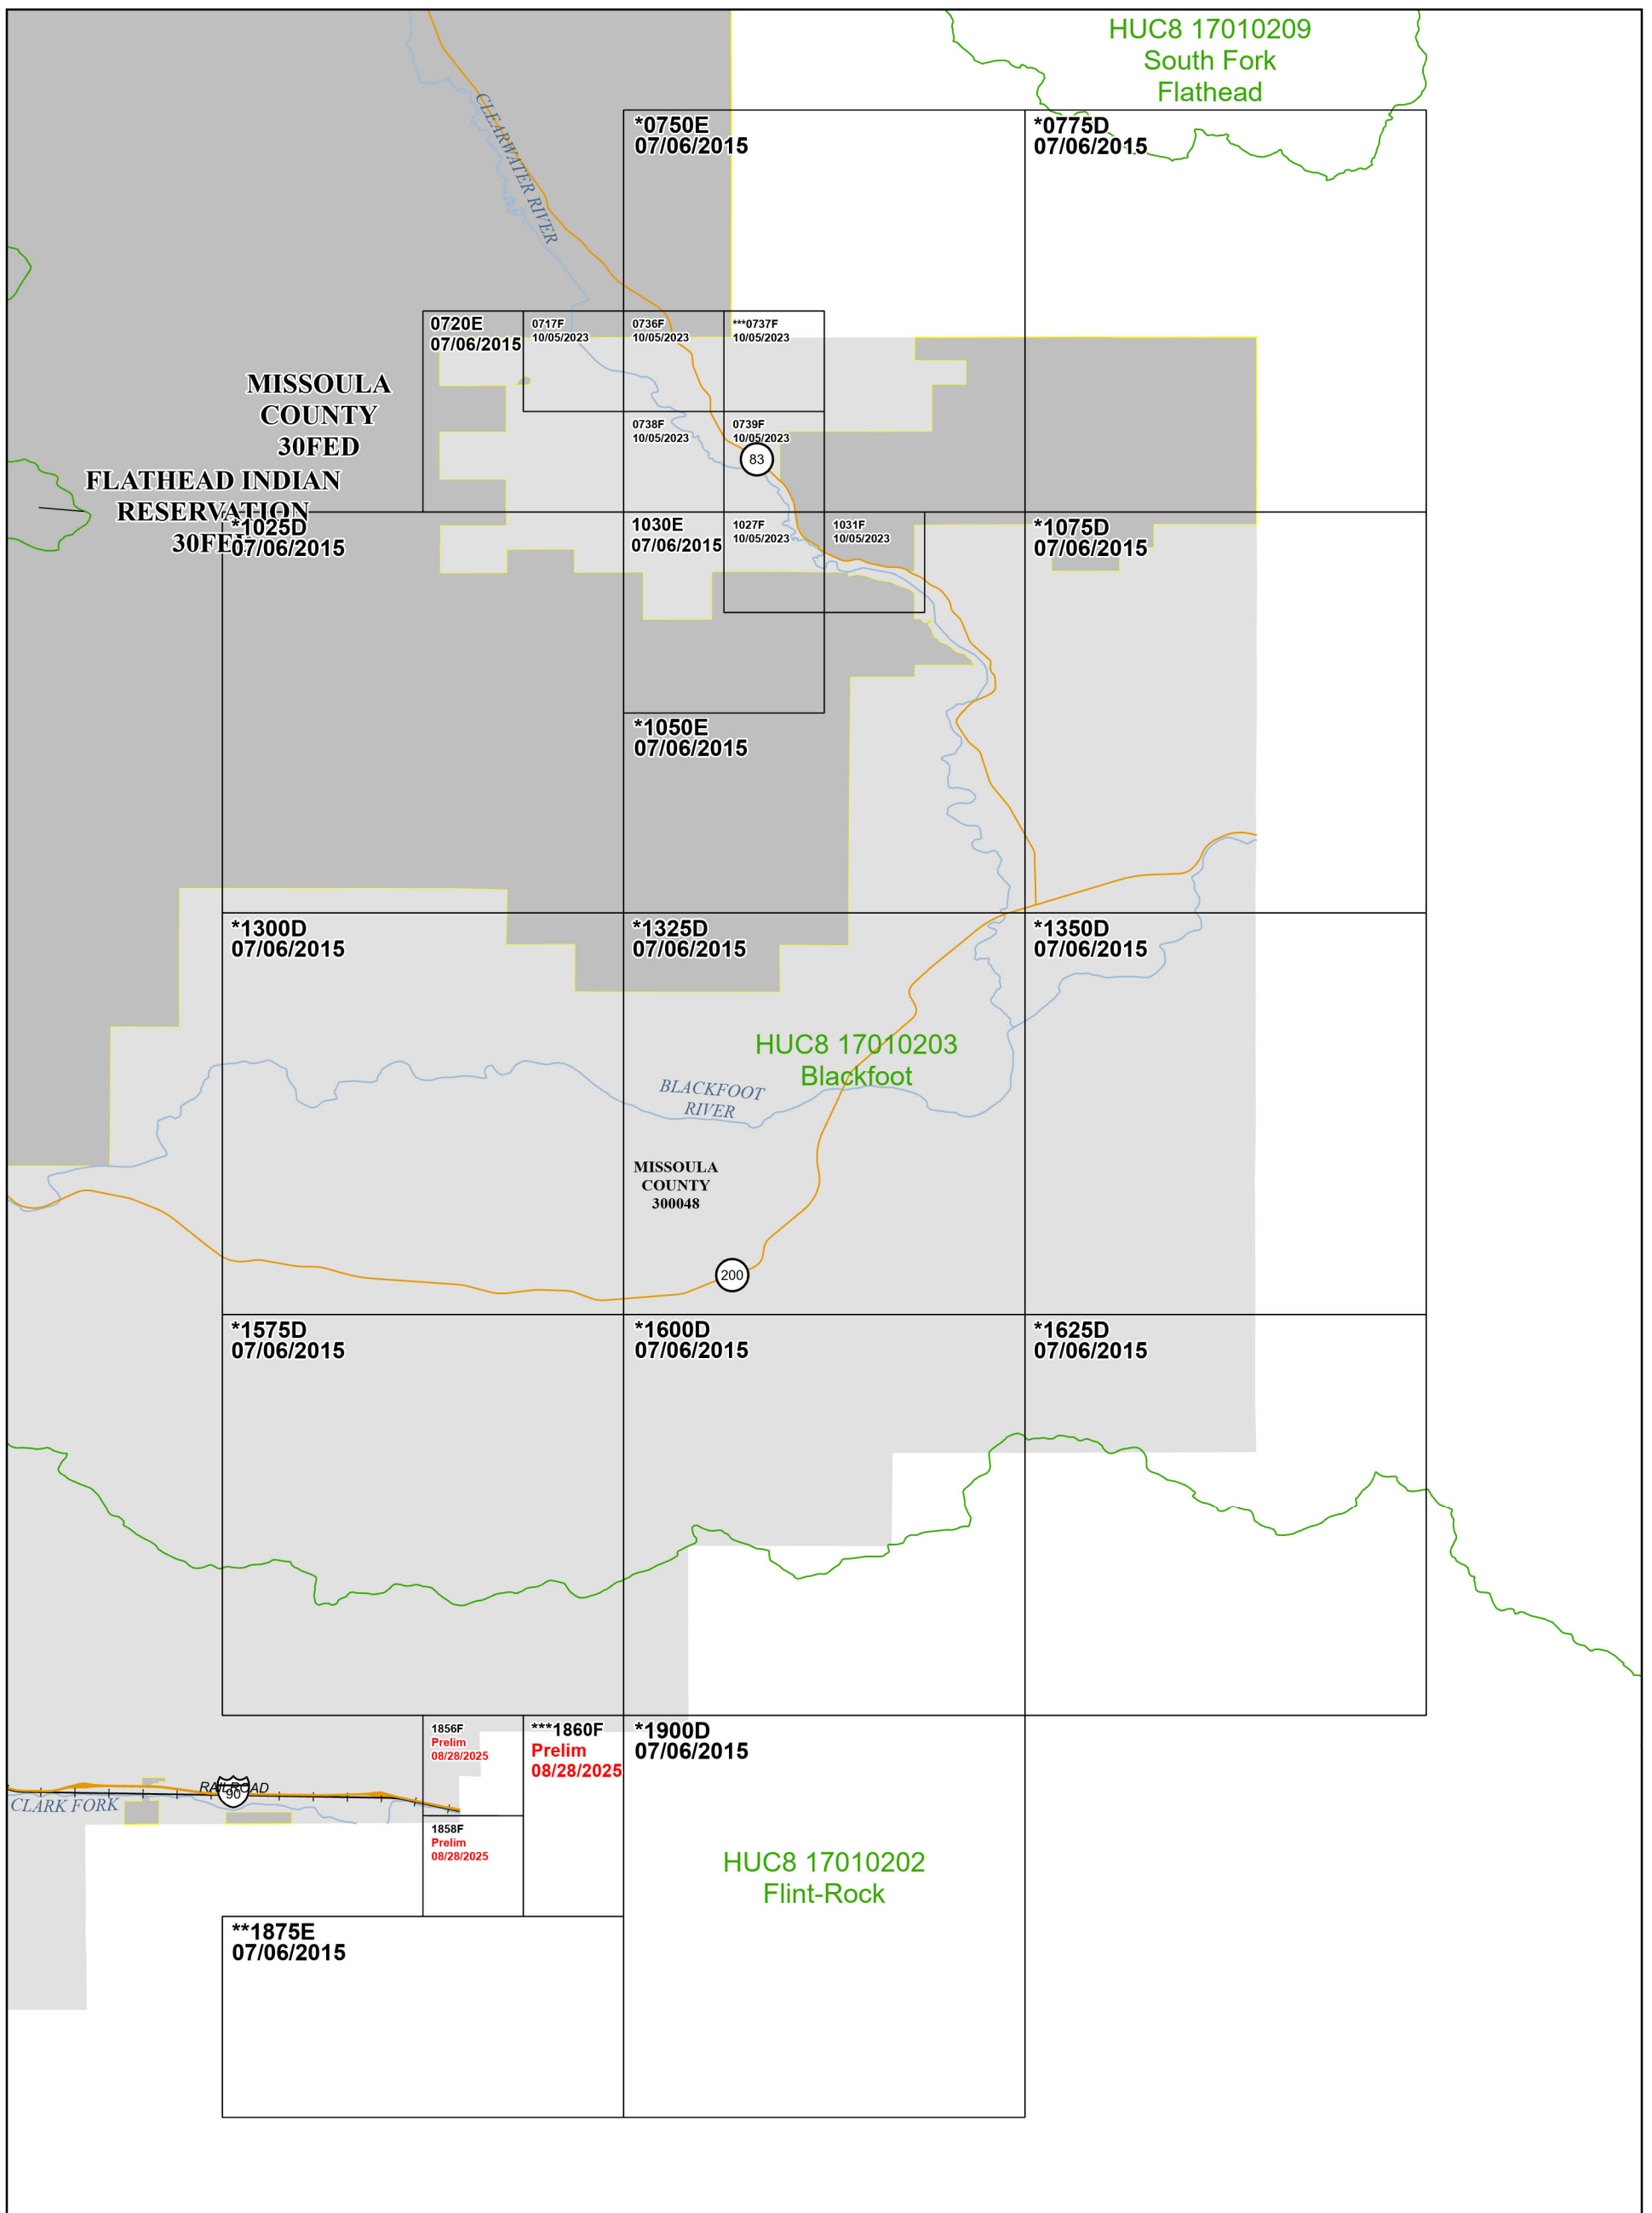 HUC8 17010209
South Fork
Flathead
CLEARWATER RIVER
*0750E
07/06/2015
*0775D
07/06/2015
0720E
07/06/2015
0717F
10/05/2023
0736F
10/05/2023
***0737F
10/05/2023
MISSOULA
COUNTY
30FED
0738F
10/05/2023
0739F
10/05/2023
83
FLATHEAD INDIAN
RESERVATION
30FED
*1025D
07/06/2015
1030E
07/06/2015
1027F
10/05/2023
1031F
10/05/2023
*1075D
07/06/2015
*1050E
07/06/2015
*1300D
07/06/2015
*1325D
07/06/2015
*1350D
07/06/2015
HUC8 17010203
Blackfoot
BLACKFOOT
RIVER
MISSOULA
COUNTY
300048
200
*1575D
07/06/2015
*1600D
07/06/2015
*1625D
07/06/2015
1856F
Prelim
08/28/2025
***1860F
Prelim
08/28/2025
*1900D
07/06/2015
RAILROAD
90
CLARK FORK
1858F
Prelim
08/28/2025
HUC8 17010202
Flint-Rock
**1875E
07/06/2015